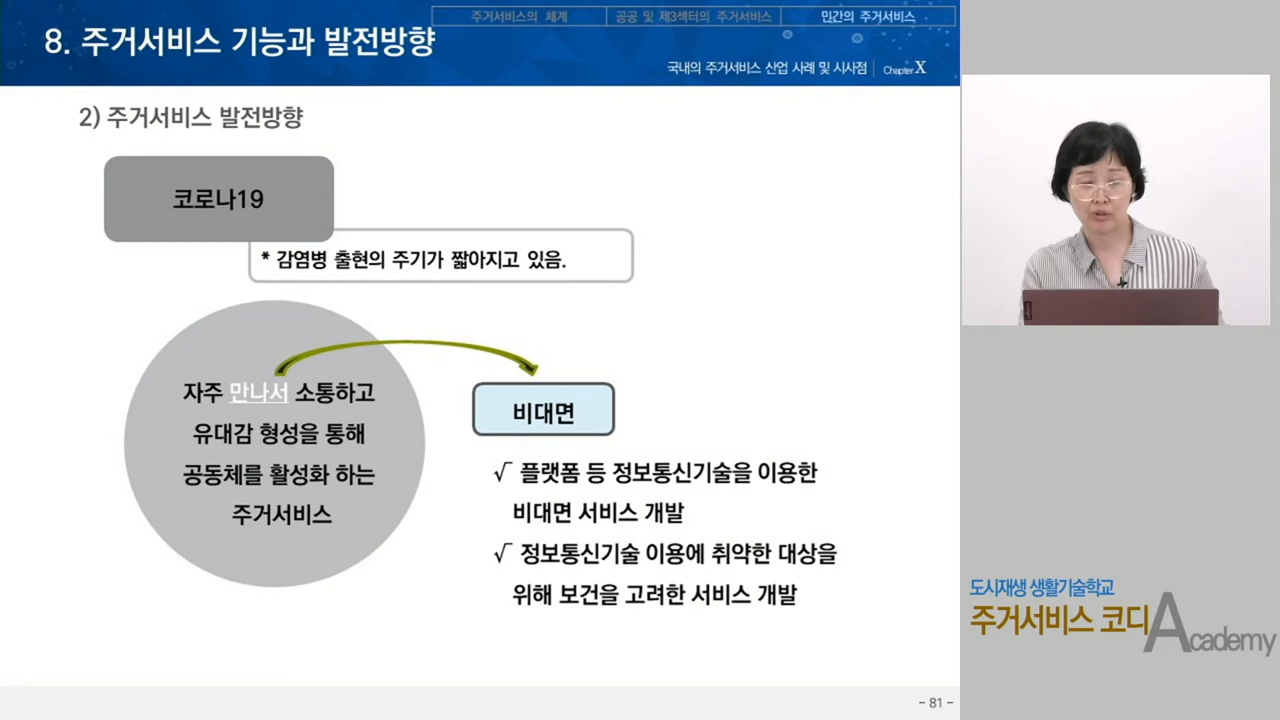 주거서비스의 체계
공공 및 제3섹터의 주거서비스
민간의 주거서비스
8. 주거서비스 기능과 발전방향
국내의 주거서비스 산업 사례 및 시사점
Chapter X
2) 주거서비스 발전방향
코로나19
* 감염병 출현의 주기가 짧아지고 있음.
자주 만나서 소통하고
유대감 형성을 통해
공동체를 활성화 하는
주거서비스
비대면
√ 플랫폼 등 정보통신기술을 이용한
비대면 서비스 개발
√ 정보통신기술 이용에 취약한 대상을
위해 보건을 고려한 서비스 개발
도시재생 생활기술학교
주거서비스 코디 Academy
- 81 -